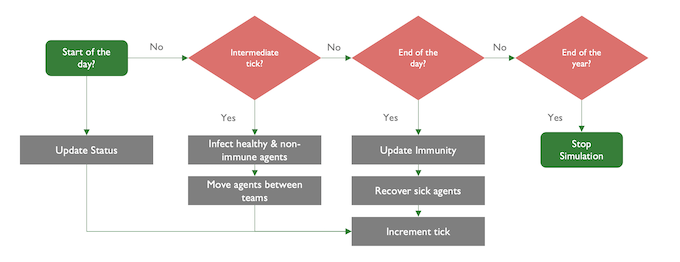 Start of the
day?
No
Intermediate
tick?
No
End of the
day?
No
End of the
year?
Yes
Yes
Yes
Update Status
Infect healthy & non-
immune agents
Update Immunity
Stop
Simulation
Move agents between
teams
Recover sick agents
Increment tick